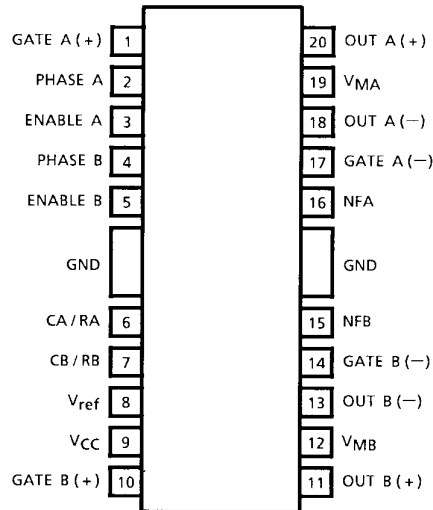 GATE A (+) 1 20 OUT A (+)
PHASE A 2 19 VMA
ENABLE A 3 18 OUT A (−)
PHASE B 4 17 GATE A (−)
ENABLE B 5 16 NFA
GND GND
CA / RA 6 15 NFB
CB / RB 7 14 GATE B (−)
Vref 8 13 OUT B (−)
VCC 9 12 VMB
GATE B (+) 10 11 OUT B (+)